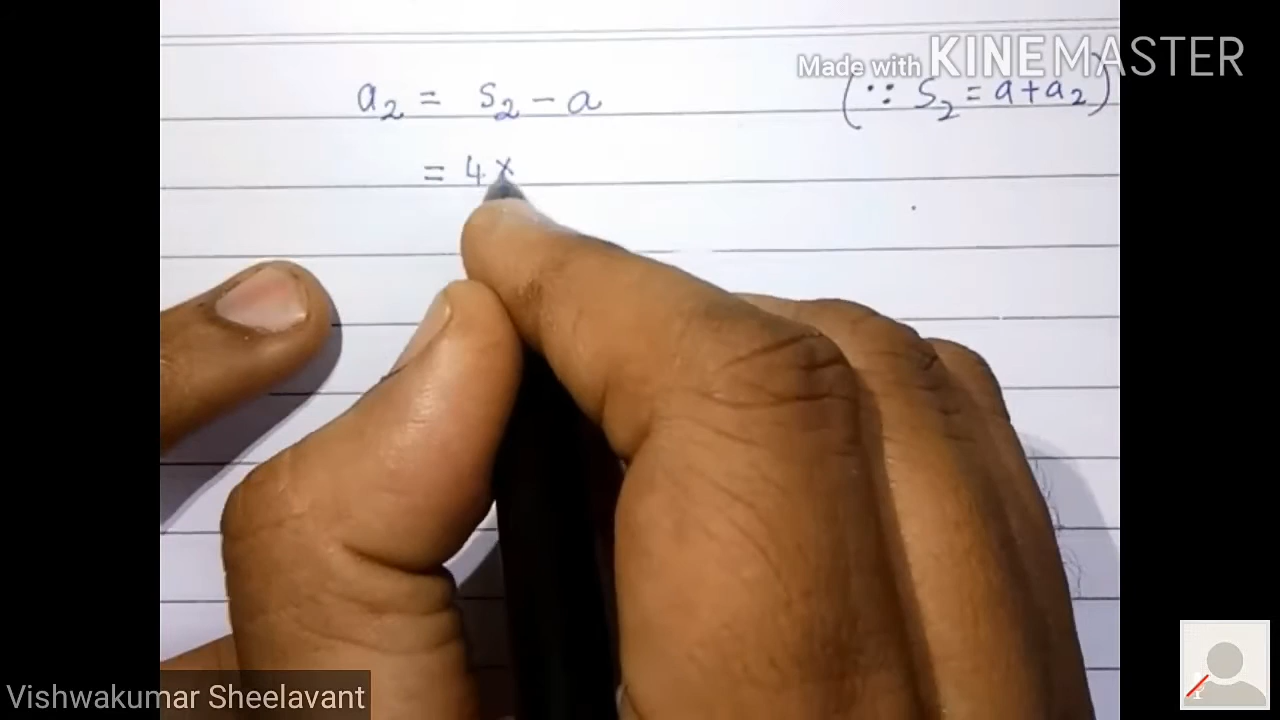 Made with KINEMASTER
a₂ = S₂ - a (∵ S₂ = a + a₂)
= 4 ×
Vishwakumar Sheelavant